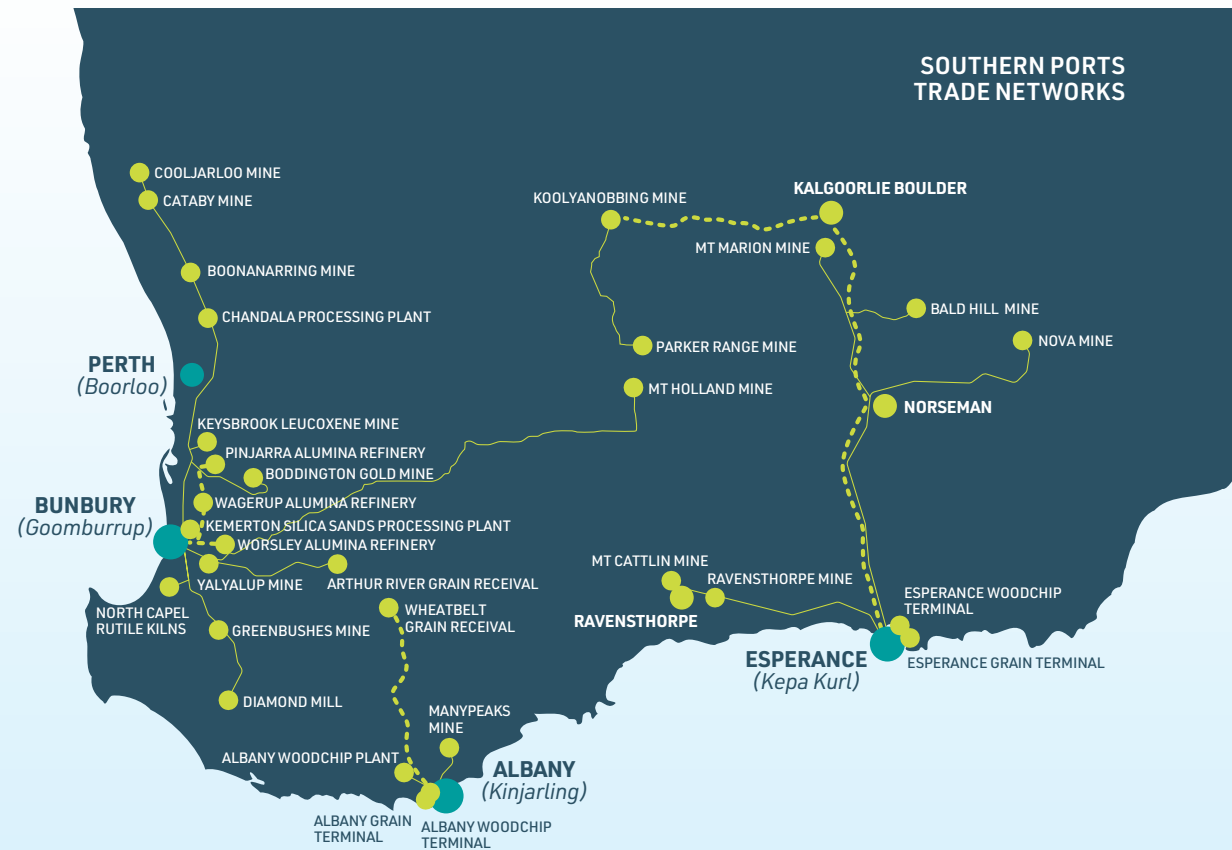 SOUTHERN PORTS
TRADE NETWORKS
COOLJARLOO MINE
CATABY MINE
KOOLYANOBBING MINE
KALGOORLIE BOULDER
MT MARION MINE
BOONANARRING MINE
BALD HILL MINE
CHANDALA PROCESSING PLANT
NOVA MINE
PARKER RANGE MINE
PERTH
(Boorloo)
MT HOLLAND MINE
NORSEMAN
KEYSBROOK LEUCOXENE MINE
PINJARRA ALUMINA REFINERY
BODDINGTON GOLD MINE
WAGERUP ALUMINA REFINERY
BUNBURY
(Goomburrup)
KEMERTON SILICA SANDS PROCESSING PLANT
WORSLEY ALUMINA REFINERY
YALYALUP MINE
ARTHUR RIVER GRAIN RECEIVAL
MT CATTLIN MINE
RAVENSTHORPE MINE
RAVENSTHORPE
NORTH CAPEL
RUTILE KILNS
GREENBUSHES MINE
WHEATBELT
GRAIN RECEIVAL
ESPERANCE WOODCHIP
TERMINAL
ESPERANCE
(Kepa Kurl)
ESPERANCE GRAIN TERMINAL
DIAMOND MILL
MANYPEAKS
MINE
ALBANY WOODCHIP PLANT
ALBANY
(Kinjarling)
ALBANY GRAIN
TERMINAL
ALBANY WOODCHIP
TERMINAL